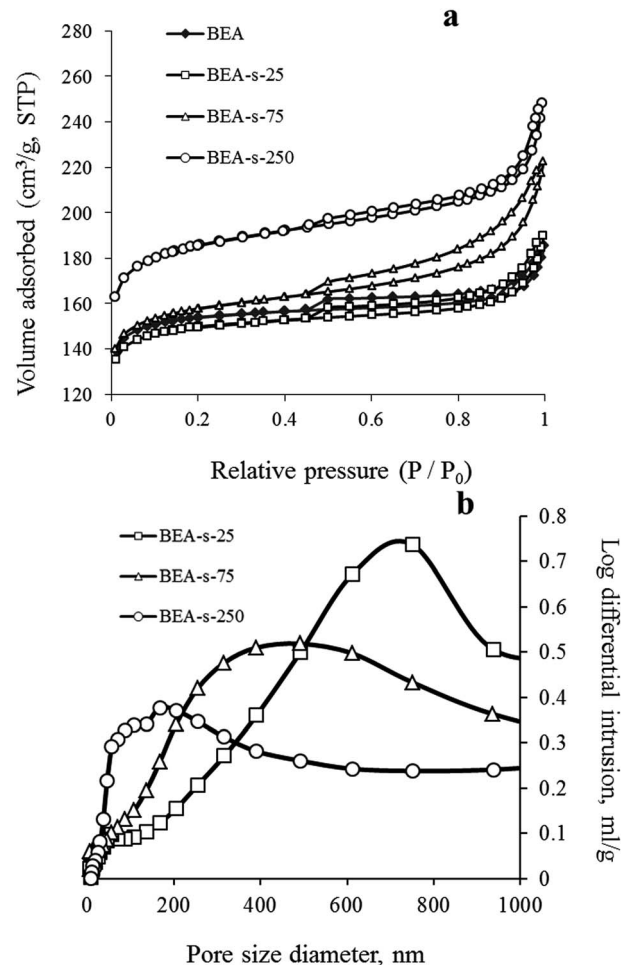 a
280
260
240
220
200
180
160
140
120
Volume adsorbed (cm³/g, STP)
BEA
BEA-s-25
BEA-s-75
BEA-s-250
0
0.2
0.4
0.6
0.8
1
Relative pressure (P / P₀)
b
BEA-s-25
BEA-s-75
BEA-s-250
0.8
0.7
0.6
0.5
0.4
0.3
0.2
0.1
0
Log differential intrusion, ml/g
0
200
400
600
800
1000
Pore size diameter, nm